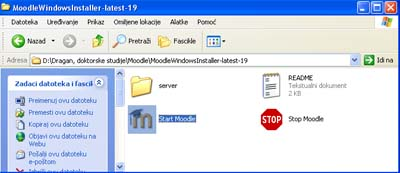 MoodleWindowsInstaller-latest-19
Datoteka Uređivanje Prikaz Omiljene lokacije Alatke Pomoć
Nazad Pretraži Fascikle
Adresa D:\Dragan, doktorske studije\Moodle\MoodleWindowsInstaller-latest-19 Idi na
Zadaci datoteka i fascikl
Preimenuj ovu datoteku
Premesti ovu datoteku
Kopiraj ovu datoteku
Objavi ovu datoteku na
Webu
Pošalji ovu datoteku
e-poštom
server
README
Tekstualni dokument
2 KB
Start Moodle
STOP
Stop Moodle